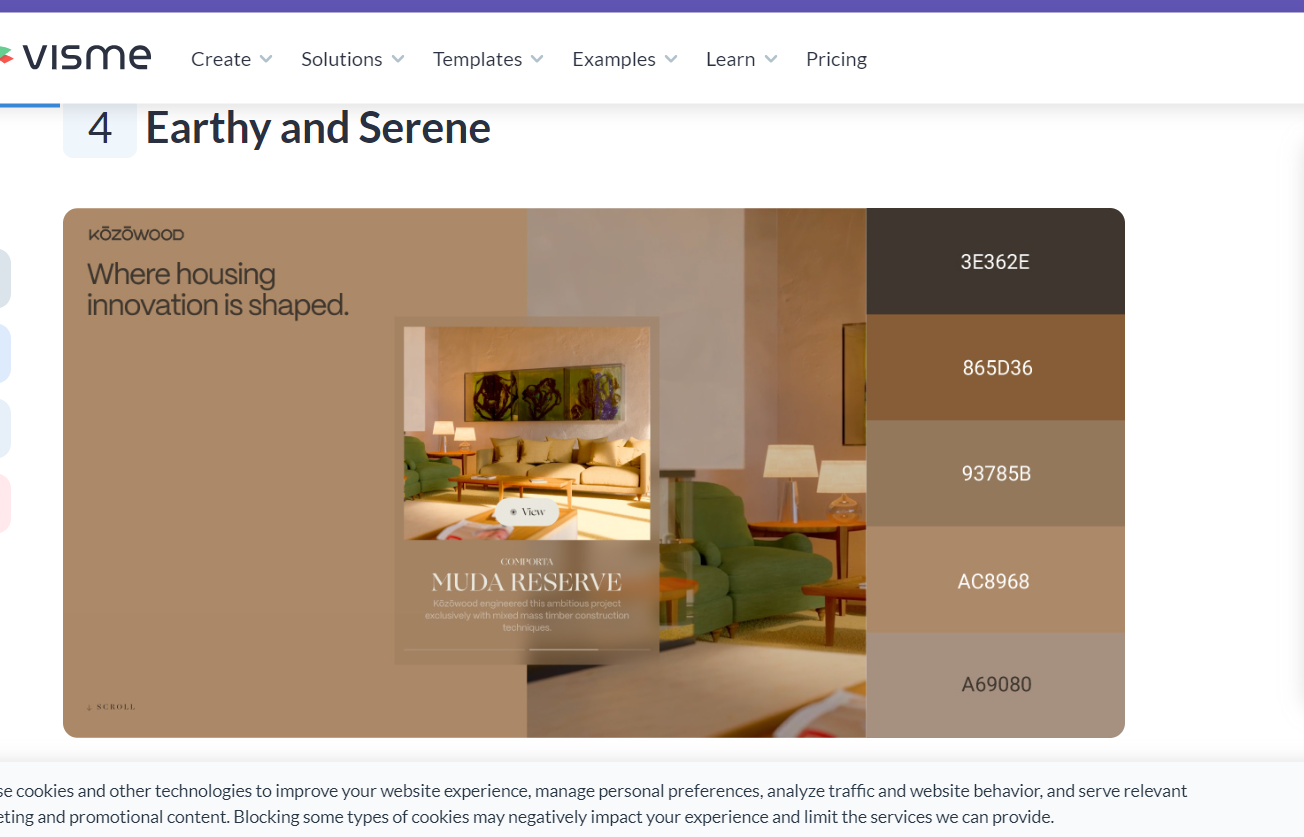 VISME
Create
Solutions
Templates
Examples
Learn
Pricing
4 Earthy and Serene
KŌZŌWOOD
Where housing
innovation is shaped.
View
COMPORTA
MUDA RESERVE
Kōzōwood engineered this ambitious project
exclusively with mixed mass timber construction
techniques.
SCROLL
3E362E
865D36
93785B
AC8968
A69080
se cookies and other technologies to improve your website experience, manage personal preferences, analyze traffic and website behavior, and serve relevant
eting and promotional content. Blocking some types of cookies may negatively impact your experience and limit the services we can provide.